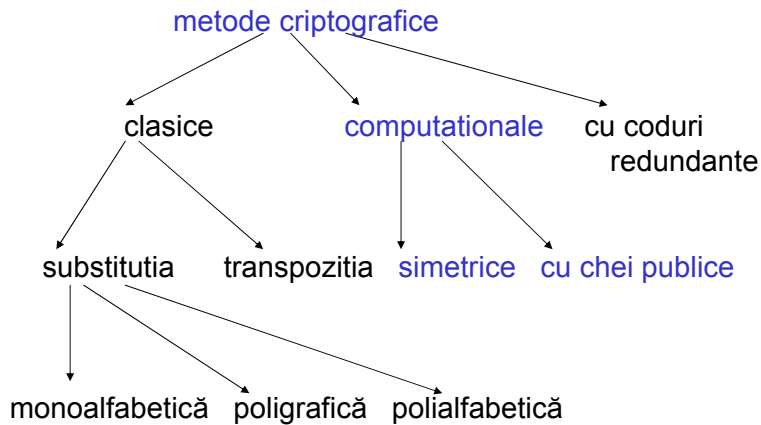 metode criptografice
clasice computationale cu coduri
redundante
substitutia transpozitia simetrice cu chei publice
monoalfabetică poligrafică polialfabetică